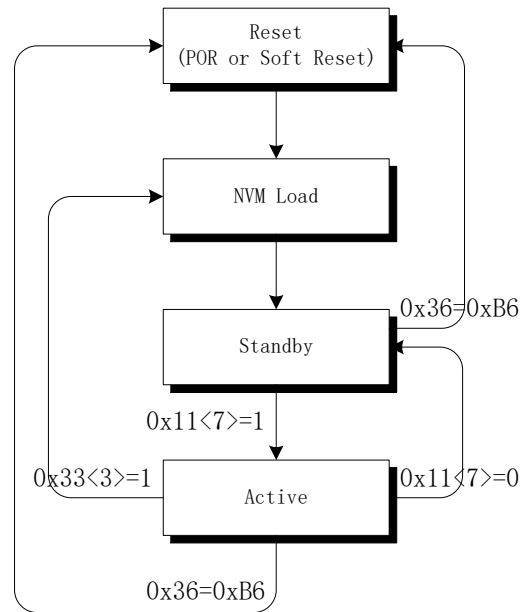 Reset
(POR or Soft Reset)
NVM Load
0x36=0xB6
Standby
0x11<7>=1
0x33<3>=1
Active
0x11<7>=0
0x36=0xB6